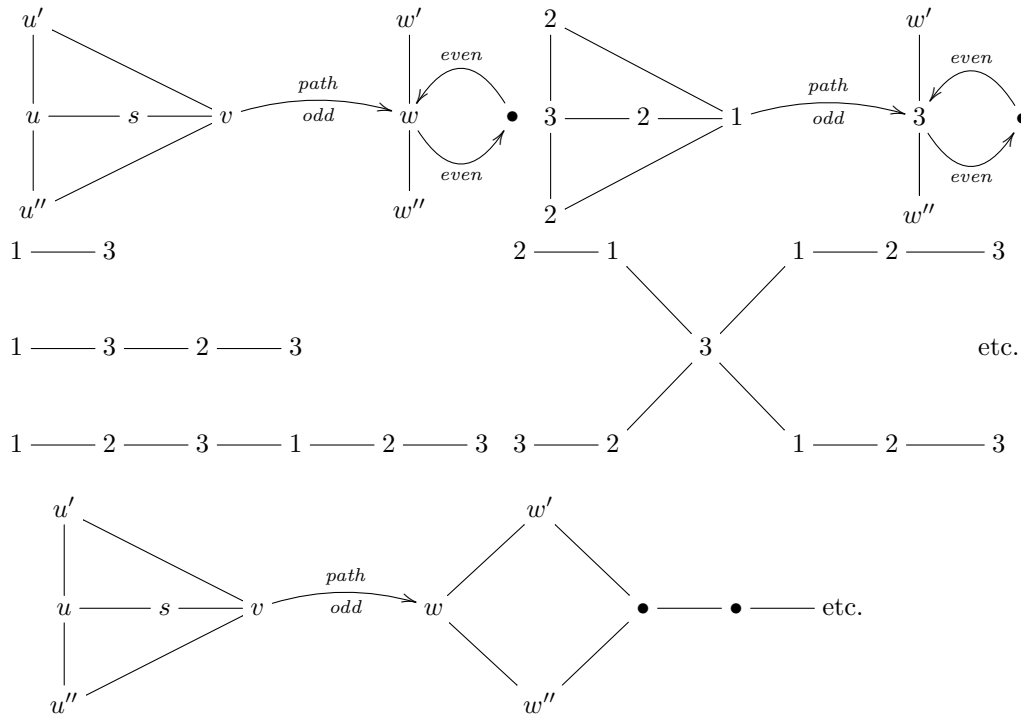 u′ w′ 2 w′
path even path even
u s v w • 3 2 1 3 •
odd even odd even
u″ w″ 2 w″
1 3 2 1 1 2 3
1 3 2 3 3 etc.
1 2 3 1 2 3 3 2 1 2 3
u′ w′
path
u s v w • • etc.
odd
u″ w″